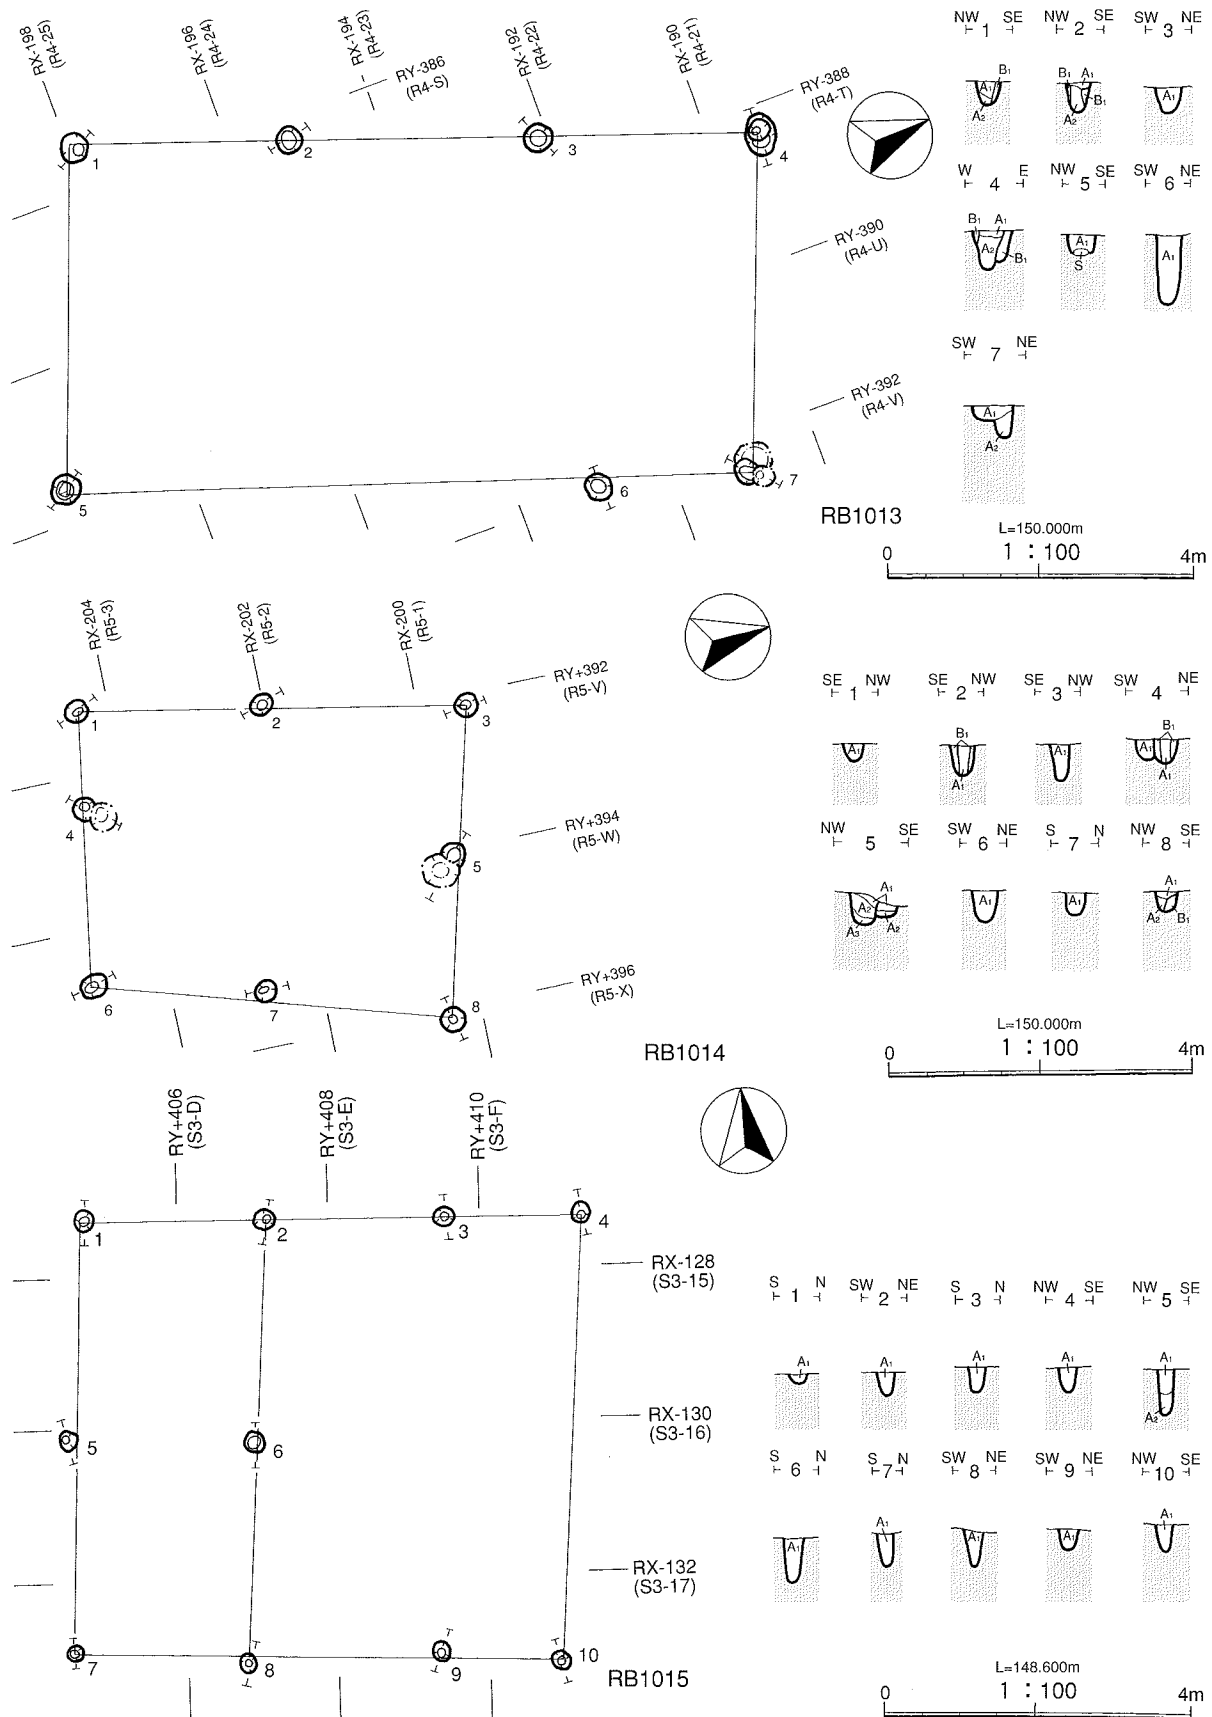 RX-198
(R4-25)
RX-196
(R4-24)
RX-194
(R4-23)
RX-192
(R4-22)
RX-190
(R4-21)
RY-386
(R4-S)
RY-388
(R4-T)
RY-390
(R4-U)
RY-392
(R4-V)
1
2
3
4
5
6
7
RB1013
NW 1 SE
NW 2 SE
SW 3 NE
A1 B1 A2
B1 A1 A2 B1
A1
W 4 E
NW 5 SE
SW 6 NE
B1 A1 A2 B1
A1 S
A1
SW 7 NE
A1 A2
L=150.000m
0 1 : 100 4m
RX-204
(R5-3)
RX-202
(R5-2)
RX-200
(R5-1)
RY+392
(R5-V)
RY+394
(R5-W)
RY+396
(R5-X)
1
2
3
4
5
6
7
8
RB1014
SE 1 NW
SE 2 NW
SE 3 NW
SW 4 NE
A1
B1 A1
A1
B1 A1 A1
NW 5 SE
SW 6 NE
S 7 N
NW 8 SE
A1 A2 A3 A2
A1
A1
A1 A2 B1
L=150.000m
0 1 : 100 4m
RY+406
(S3-D)
RY+408
(S3-E)
RY+410
(S3-F)
RX-128
(S3-15)
RX-130
(S3-16)
RX-132
(S3-17)
1
2
3
4
5
6
7
8
9
10
RB1015
S 1 N
SW 2 NE
S 3 N
NW 4 SE
NW 5 SE
A1
A1
A1
A1
A1 A2
S 6 N
S 7 N
SW 8 NE
SW 9 NE
NW 10 SE
A1
A1
A1
A1
A1
L=148.600m
0 1 : 100 4m